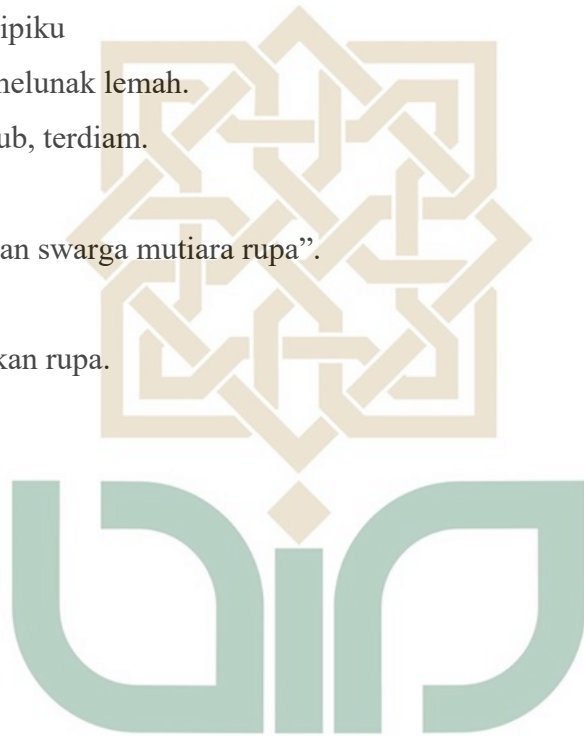 ipiku
nelunak lemah.
ub, terdiam.
an swarga mutiara rupa”.
kan rupa.